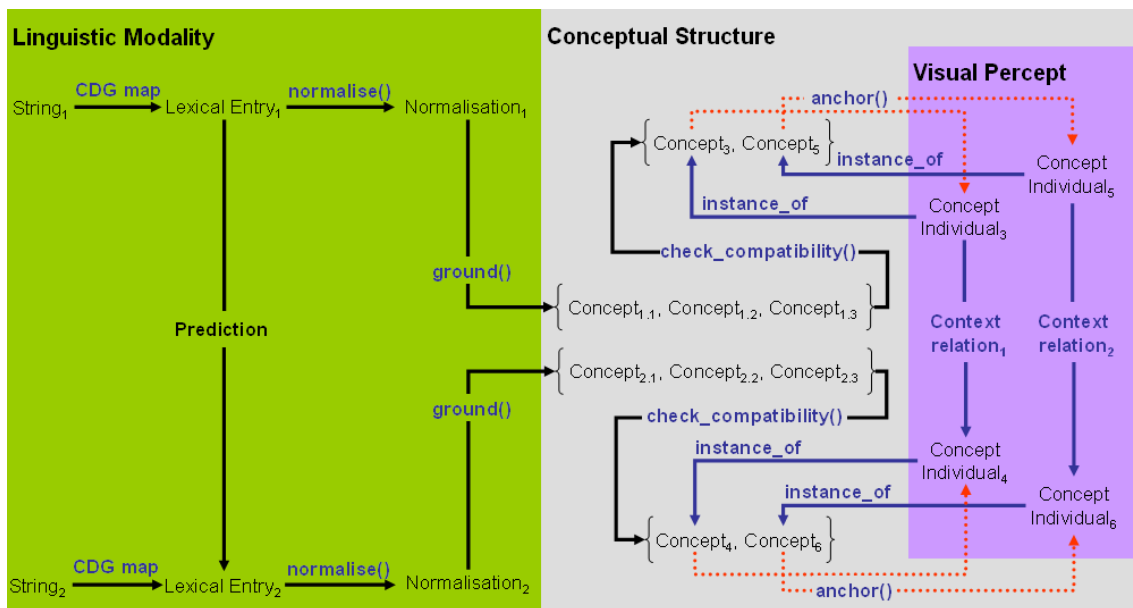 Linguistic Modality
Conceptual Structure
Visual Percept
CDG map
normalise()
anchor()
String₁
Lexical Entry₁
Normalisation₁
{Concept₃, Concept₅}
instance_of
Concept
Individual₅
instance_of
Concept
Individual₃
check_compatibility()
ground()
{Concept₁.₁, Concept₁.₂, Concept₁.₃}
Prediction
Context
relation₁
Context
relation₂
{Concept₂.₁, Concept₂.₂, Concept₂.₃}
ground()
check_compatibility()
instance_of
Concept
Individual₄
instance_of
Concept
Individual₆
{Concept₄, Concept₆}
CDG map
normalise()
String₂
Lexical Entry₂
Normalisation₂
anchor()